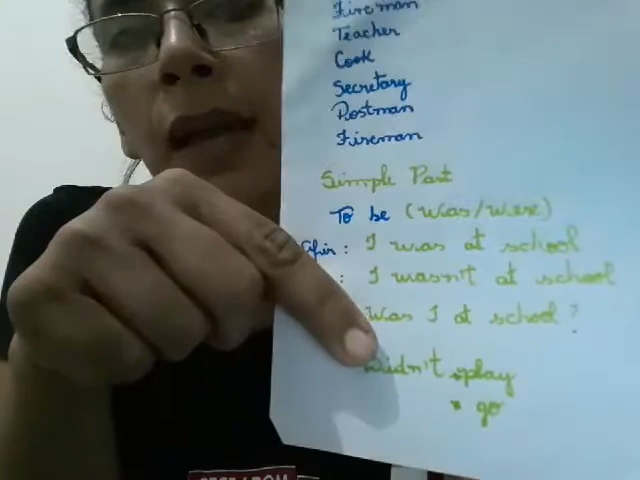 Fireman
Teacher
Cook
Secretary
Postman
Fireman
Simple Past
To be (was/were)
Afir: I was at school
: I wasn't at school
Was I at school?
Didn't play
go